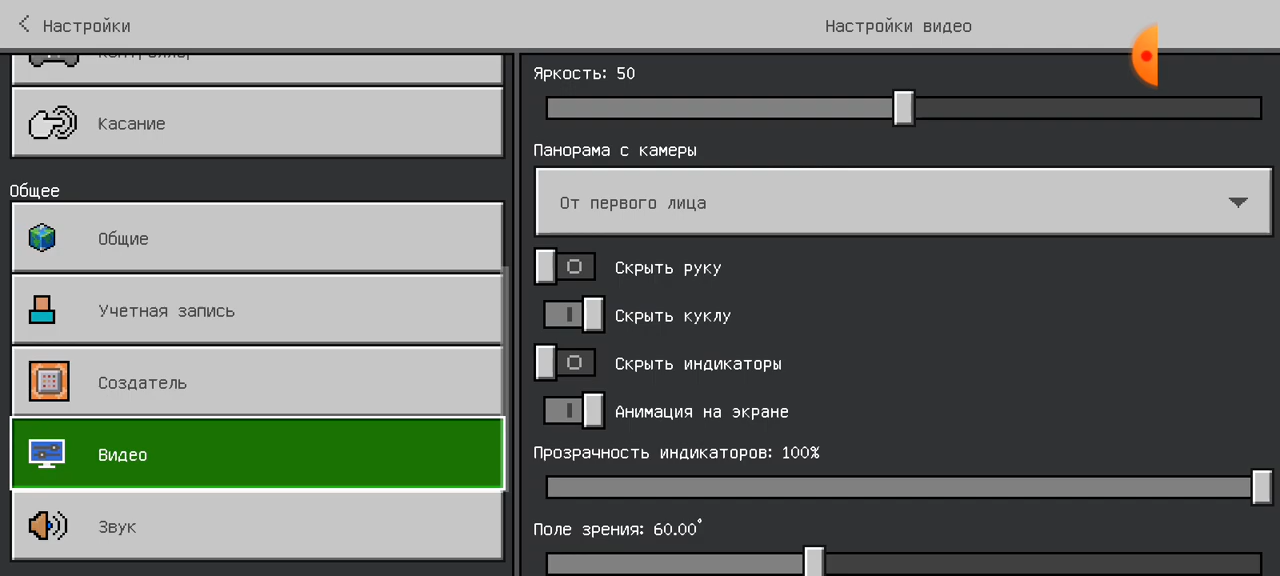 Настройки
Настройки видео
Касание
Общее
Общие
Учетная запись
Создатель
Видео
Звук
Яркость: 50
Панорама с камеры
От первого лица
Скрыть руку
Скрыть куклу
Скрыть индикаторы
Анимация на экране
Прозрачность индикаторов: 100%
Поле зрения: 60.00°